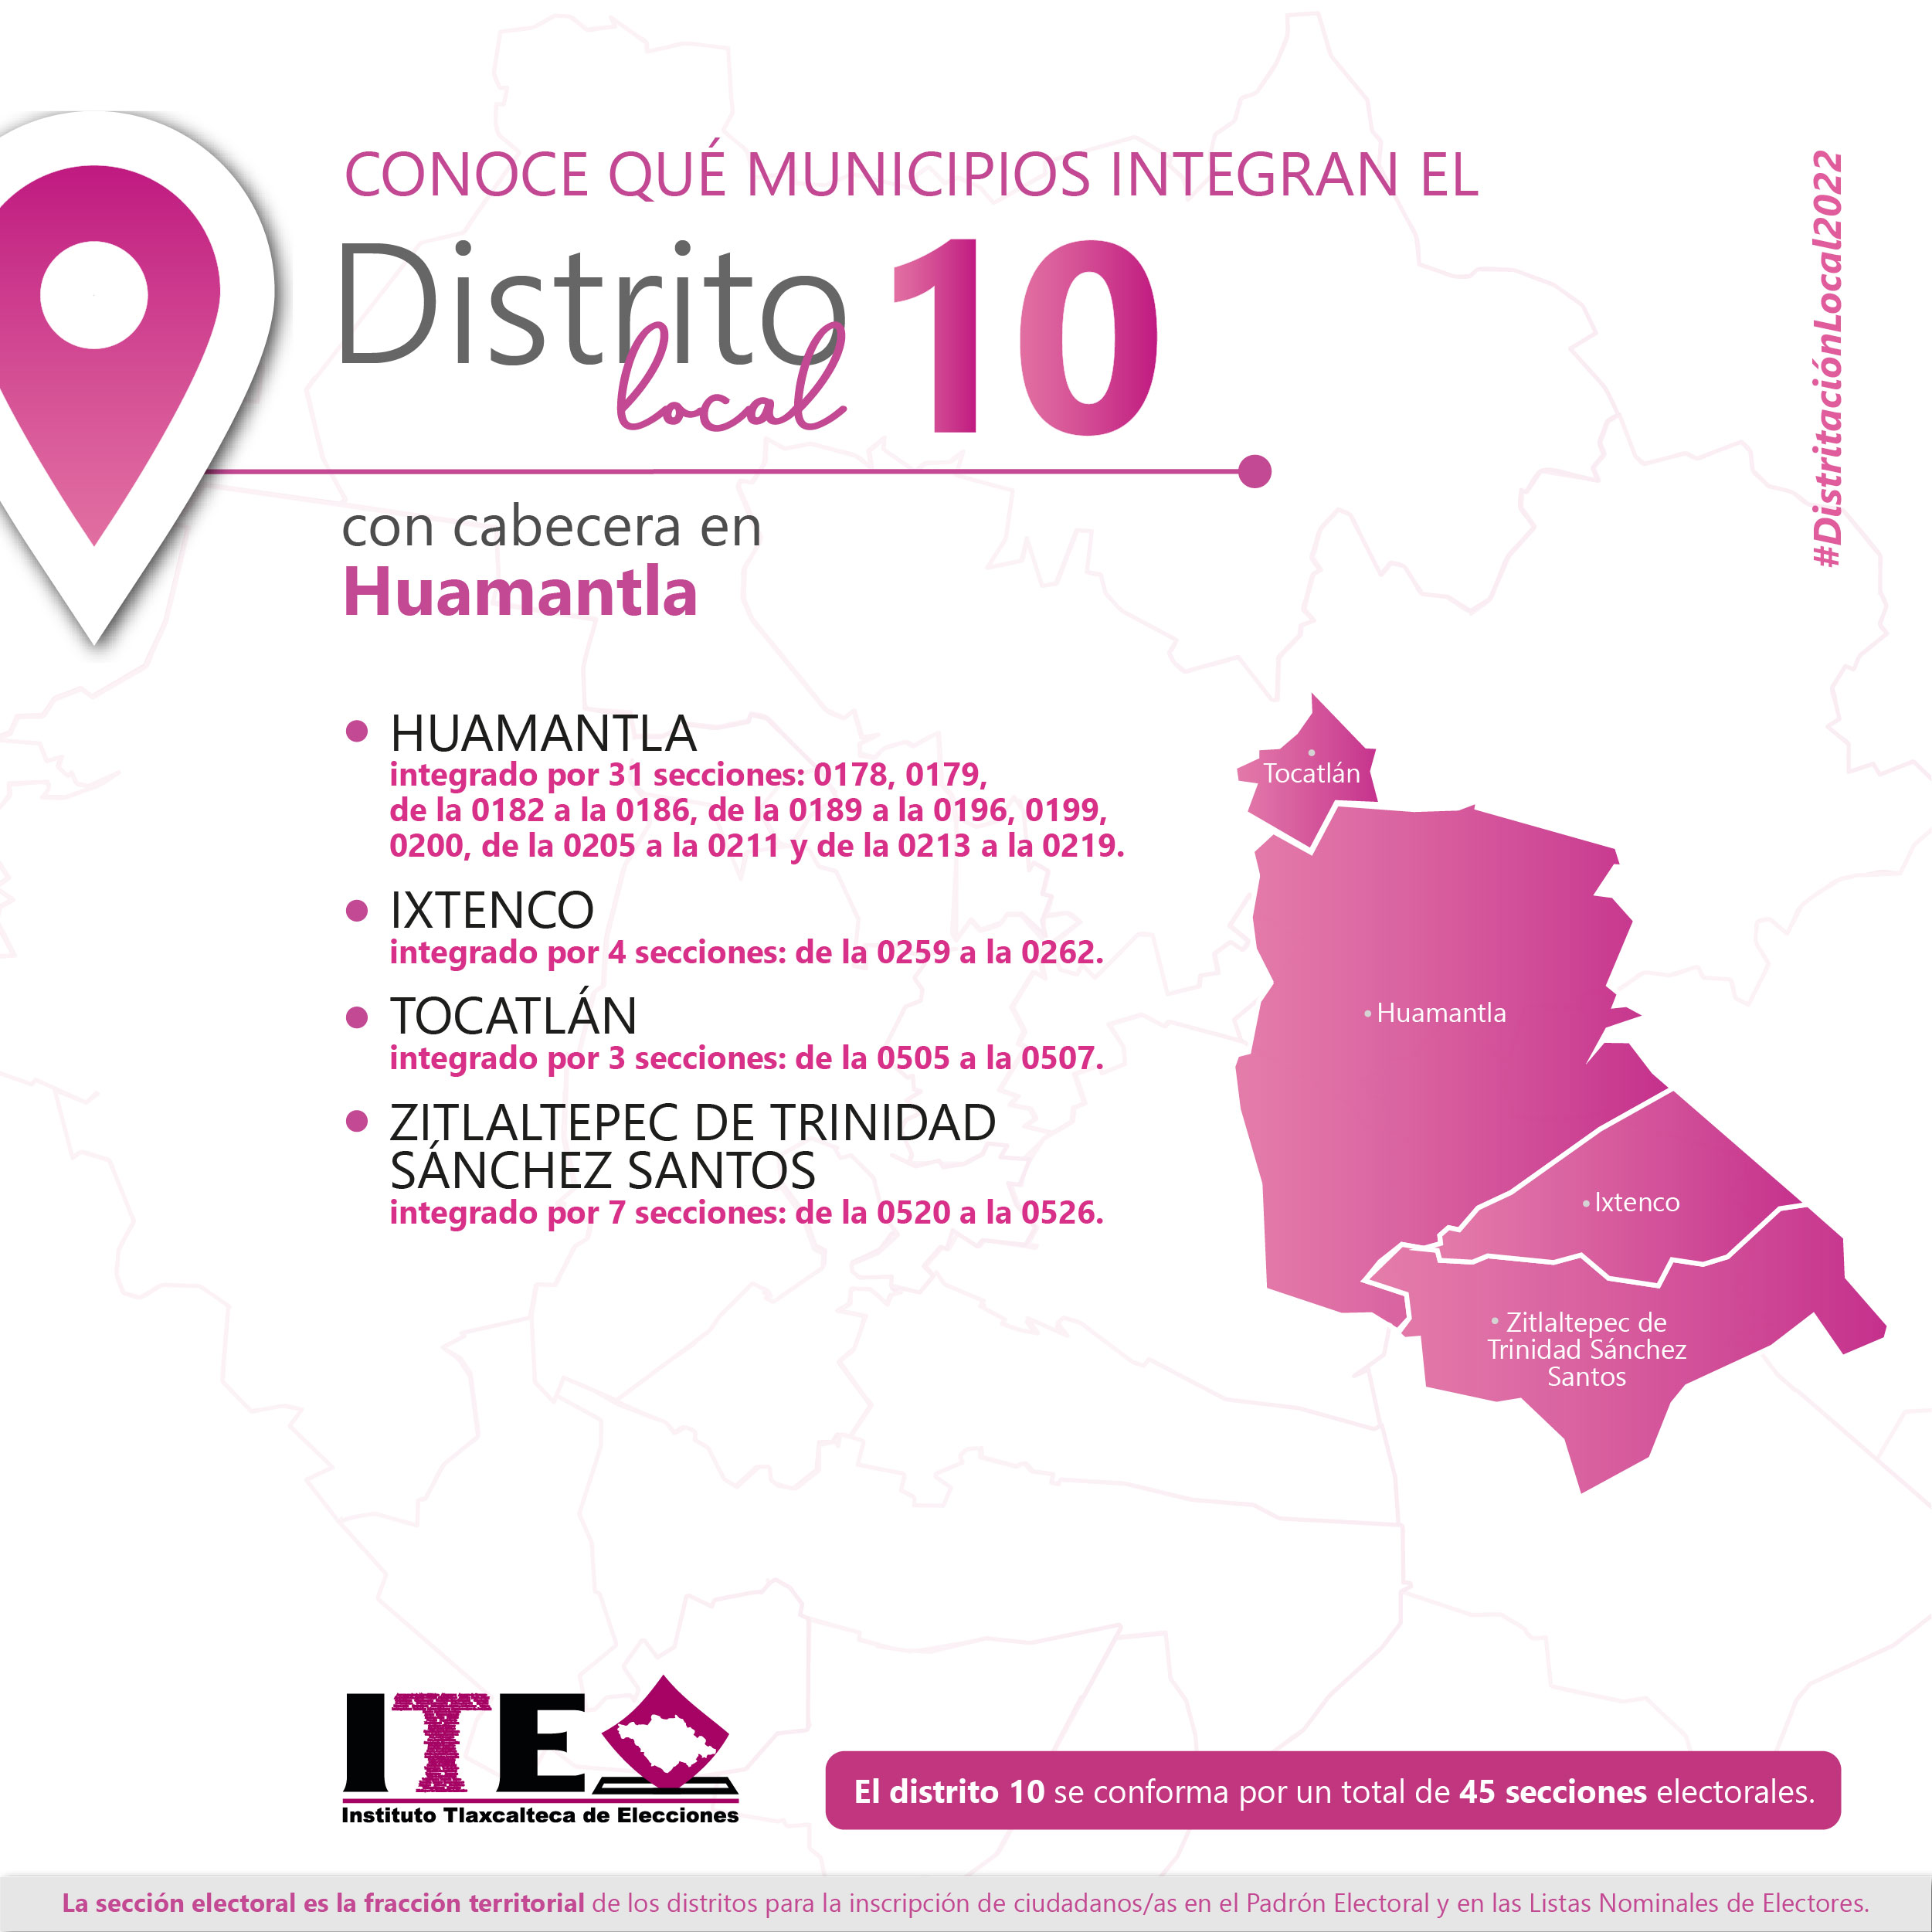 CONOCE QUÉ MUNICIPIOS INTEGRAN EL
Distrito 10
local
con cabecera en
Huamantla
#DistritaciónLocal2022
HUAMANTLA
integrado por 31 secciones: 0178, 0179,
de la 0182 a la 0186, de la 0189 a la 0196, 0199,
0200, de la 0205 a la 0211 y de la 0213 a la 0219.
IXTENCO
integrado por 4 secciones: de la 0259 a la 0262.
TOCATLÁN
integrado por 3 secciones: de la 0505 a la 0507.
ZITLALTEPEC DE TRINIDAD
SÁNCHEZ SANTOS
integrado por 7 secciones: de la 0520 a la 0526.
Tocatlán
Huamantla
Ixtenco
Zitlaltepec de
Trinidad Sánchez
Santos
ITE
Instituto Tlaxcalteca de Elecciones
El distrito 10 se conforma por un total de 45 secciones electorales.
La sección electoral es la fracción territorial de los distritos para la inscripción de ciudadanos/as en el Padrón Electoral y en las Listas Nominales de Electores.